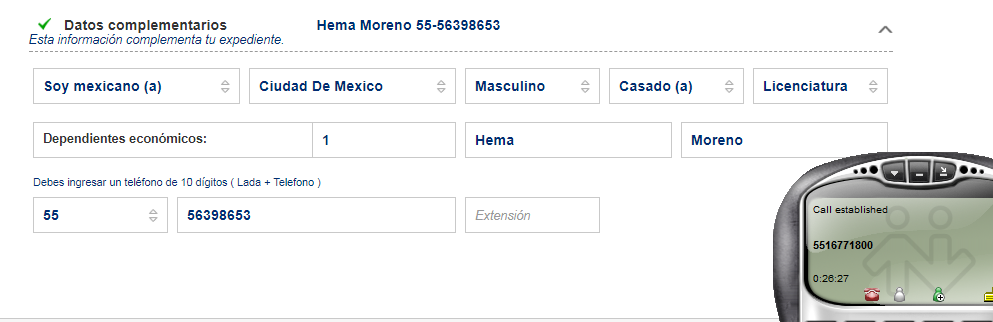 Datos complementarios Hema Moreno 55-56398653
Esta información complementa tu expediente.
Soy mexicano (a) Ciudad De Mexico Masculino Casado (a) Licenciatura
Dependientes económicos: 1 Hema Moreno
Debes ingresar un teléfono de 10 dígitos ( Lada + Telefono )
55 56398653 Extensión
Call established
5516771800
0:26:27